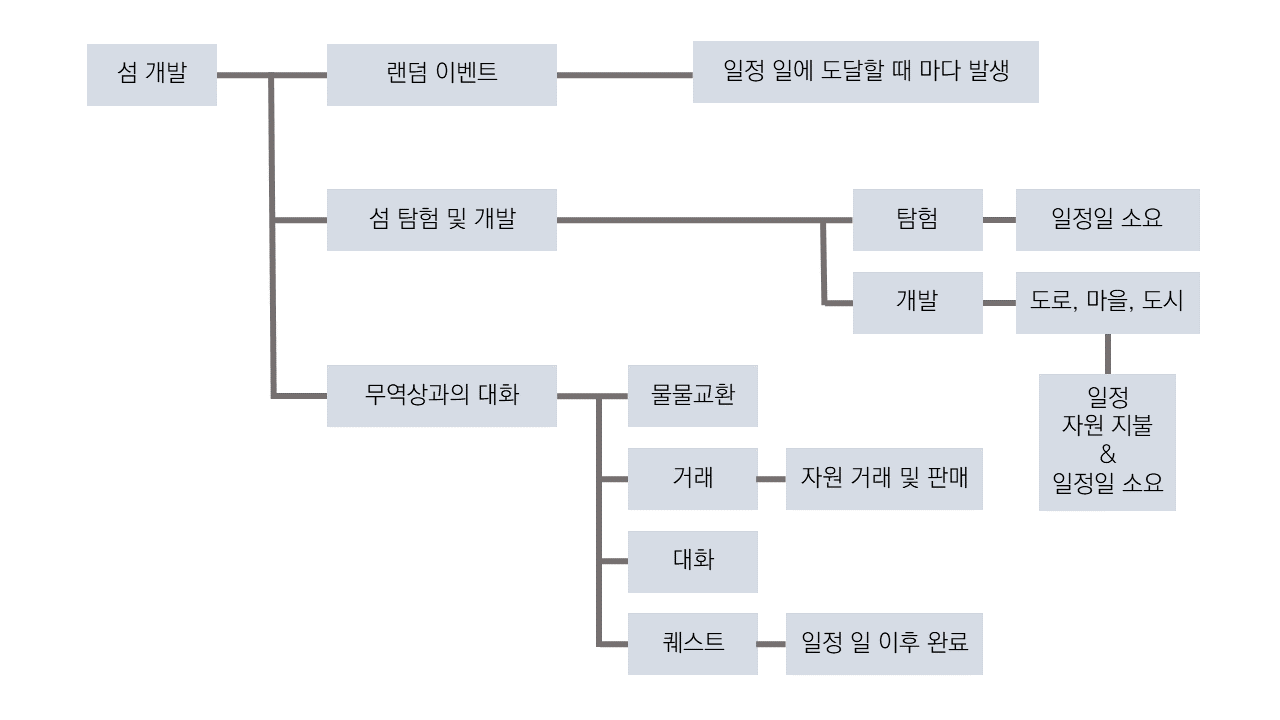 섬 개발
랜덤 이벤트
일정 일에 도달할 때 마다 발생
섬 탐험 및 개발
탐험
일정일 소요
개발
도로, 마을, 도시
일정
자원 지불
&
일정일 소요
무역상과의 대화
물물교환
거래
자원 거래 및 판매
대화
퀘스트
일정 일 이후 완료